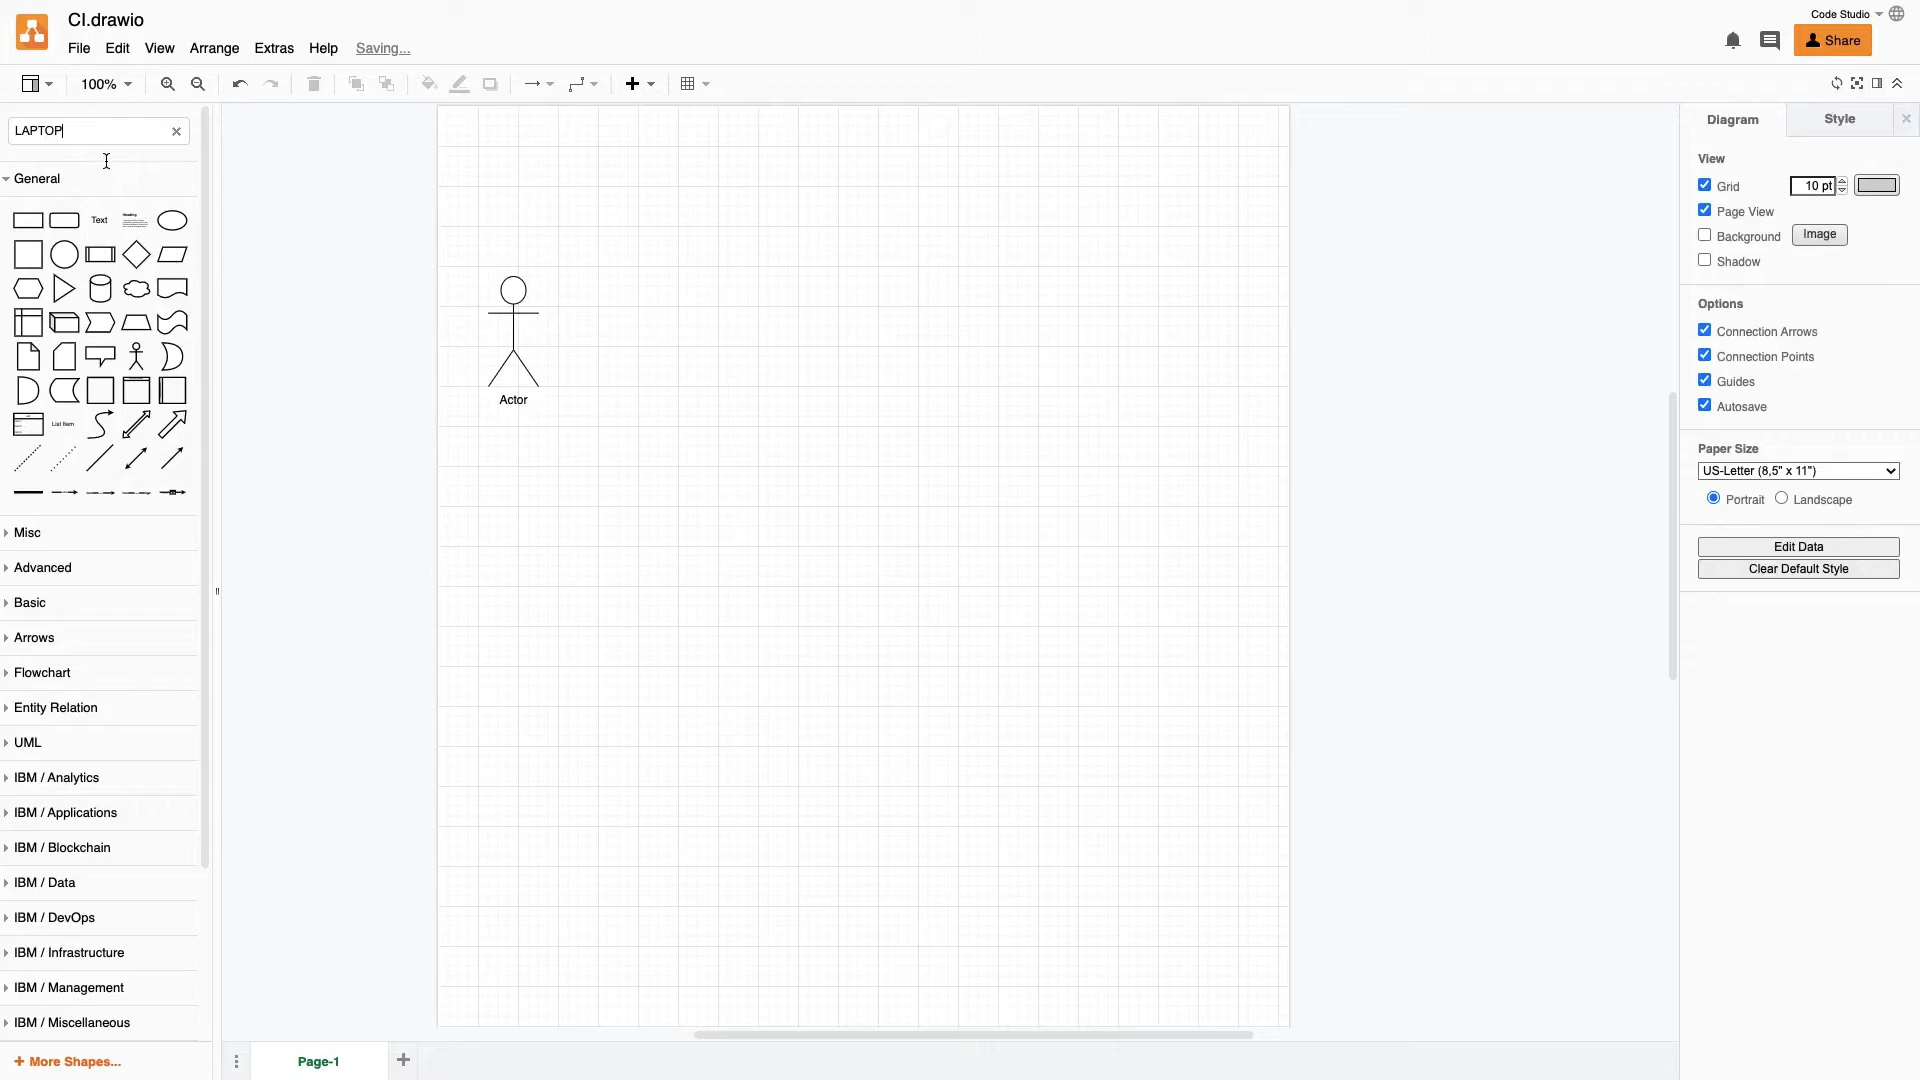 CI.drawio
File Edit View Arrange Extras Help Saving...
Code Studio
Share
100%
LAPTOP
General
Text
Heading
List Item
Misc
Advanced
Basic
Arrows
Flowchart
Entity Relation
UML
IBM / Analytics
IBM / Applications
IBM / Blockchain
IBM / Data
IBM / DevOps
IBM / Infrastructure
IBM / Management
IBM / Miscellaneous
+ More Shapes...
Actor
Page-1
Diagram Style
View
Grid 10 pt
Page View
Background Image
Shadow
Options
Connection Arrows
Connection Points
Guides
Autosave
Paper Size
US-Letter (8,5" x 11")
Portrait Landscape
Edit Data
Clear Default Style